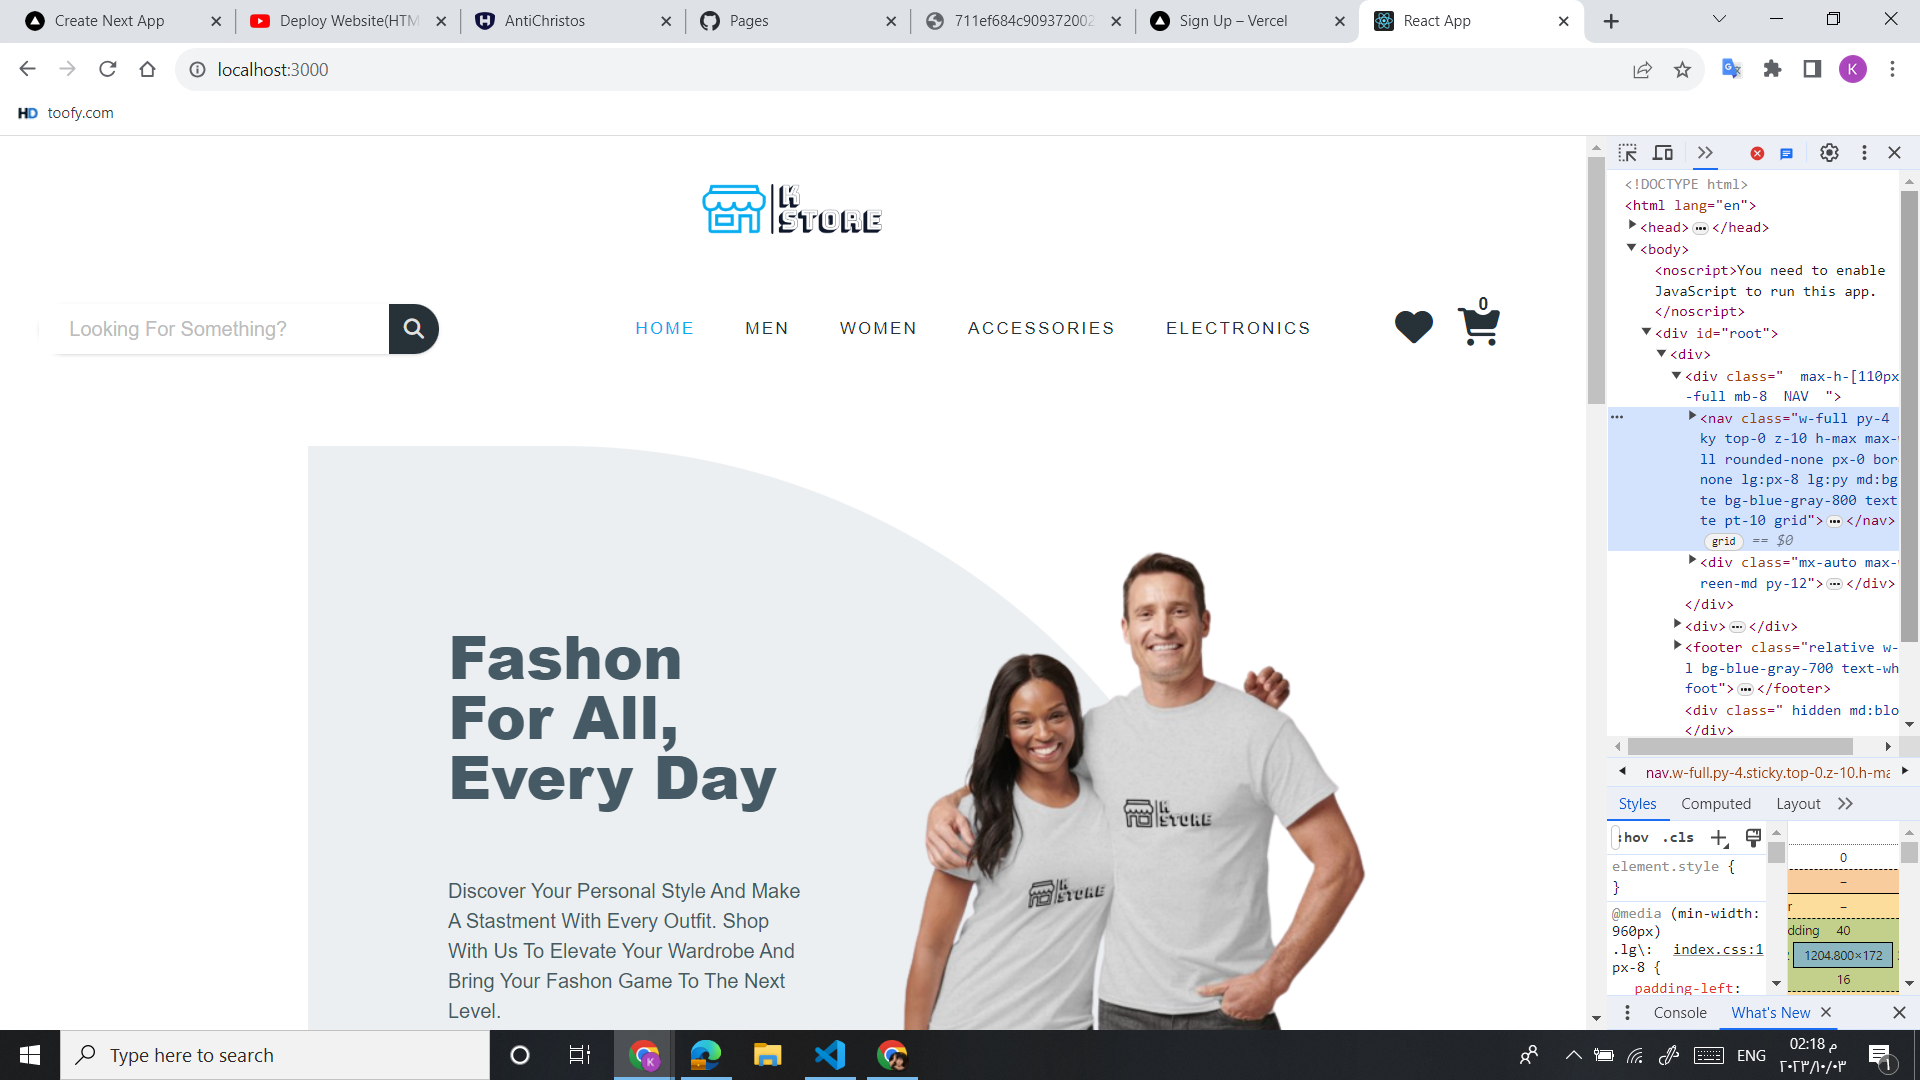 Create Next App
Deploy Website(HTM
AntiChristos
Pages
711ef684c909372002
Sign Up – Vercel
React App
localhost:3000
K
HD toofy.com
K
STORE
Looking For Something?
HOME
MEN
WOMEN
ACCESSORIES
ELECTRONICS
0
Fashon
For All,
Every Day
Discover Your Personal Style And Make
A Stastment With Every Outfit. Shop
With Us To Elevate Your Wardrobe And
Bring Your Fashon Game To The Next
Level.
K
STORE
K
STORE
<!DOCTYPE html>
<html lang="en">
<head>•••</head>
<body>
<noscript>You need to enable
JavaScript to run this app.
</noscript>
<div id="root">
<div>
<div class="  max-h-[110px
-full mb-8  NAV  ">
<nav class="w-full py-4
ky top-0 z-10 h-max max-w
ll rounded-none px-0 bor
none lg:px-8 lg:py md:bg
te bg-blue-gray-800 text
te pt-10 grid">•••</nav>
grid == $0
<div class="mx-auto max-w
reen-md py-12">•••</div>
</div>
<div>•••</div>
<footer class="relative w-
l bg-blue-gray-700 text-wh
foot">•••</footer>
<div class=" hidden md:blo
</div>
nav.w-full.py-4.sticky.top-0.z-10.h-ma
Styles
Computed
Layout
:hov .cls
element.style {
}
@media (min-width:
960px)
.lg\: index.css:1
px-8 {
padding-left:
0
–
r –
dding 40
1204.800×172
16
Console
What's New
Type here to search
K
ENG
02:18 م
٢٠٢٣/١٠/٠٣
١